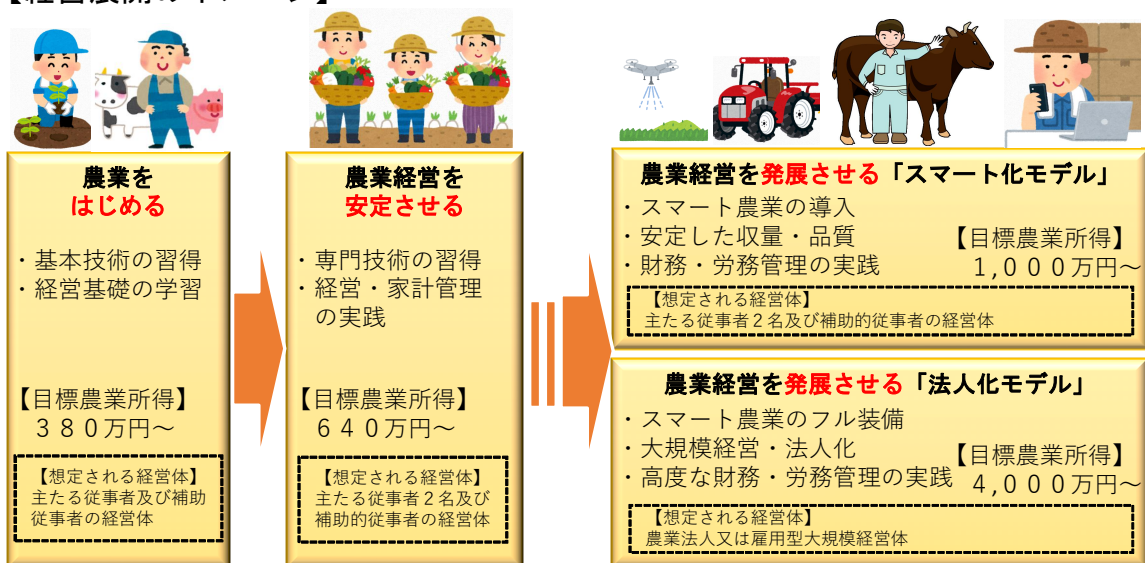 【経営展開のイメージ】
農業を
はじめる
・基本技術の習得
・経営基礎の学習
【目標農業所得】
380万円～
【想定される経営体】
主たる従事者及び補助
従事者の経営体
農業経営を
安定させる
・専門技術の習得
・経営・家計管理
の実践
【目標農業所得】
640万円～
【想定される経営体】
主たる従事者２名及び
補助的従事者の経営体
農業経営を発展させる「スマート化モデル」
・スマート農業の導入
・安定した収量・品質
・財務・労務管理の実践
【目標農業所得】
1,000万円～
【想定される経営体】
主たる従事者２名及び補助的従事者の経営体
農業経営を発展させる「法人化モデル」
・スマート農業のフル装備
・大規模経営・法人化
・高度な財務・労務管理の実践
【目標農業所得】
4,000万円～
【想定される経営体】
農業法人又は雇用型大規模経営体